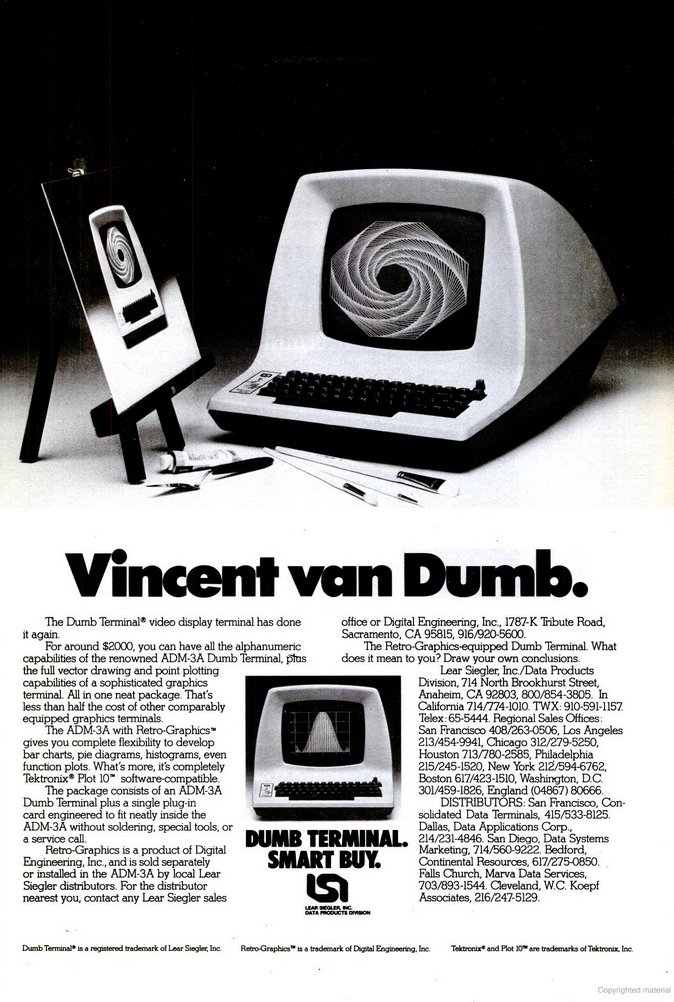 Vincent van Dumb.
The Dumb Terminal® video display terminal has done
it again.
For around $2000, you can have all the alphanumeric
capabilities of the renowned ADM-3A Dumb Terminal, plus
the full vector drawing and point plotting
capabilities of a sophisticated graphics
terminal. All in one neat package. That's
less than half the cost of other comparably
equipped graphics terminals.
The ADM-3A with Retro-Graphics™
gives you complete flexibility to develop
bar charts, pie diagrams, histograms, even
function plots. What's more, it's completely
Tektronix® Plot 10™ software-compatible.
The package consists of an ADM-3A
Dumb Terminal plus a single plug-in
card engineered to fit neatly inside the
ADM-3A without soldering, special tools, or
a service call.
Retro-Graphics is a product of Digital
Engineering, Inc., and is sold separately
or installed in the ADM-3A by local Lear
Siegler distributors. For the distributor
nearest you, contact any Lear Siegler sales
office or Digital Engineering, Inc., 1787-K Tribute Road,
Sacramento, CA 95815, 916/920-5600.
The Retro-Graphics-equipped Dumb Terminal. What
does it mean to you? Draw your own conclusions.
Lear Siegler, Inc./Data Products
Division, 714 North Brookhurst Street,
Anaheim, CA 92803, 800/854-3805. In
California 714/774-1010. TWX: 910-591-1157.
Telex: 65-5444. Regional Sales Offices:
San Francisco 408/263-0506, Los Angeles
213/454-9941, Chicago 312/279-5250,
Houston 713/780-2585, Philadelphia
215/245-1520, New York 212/594-6762,
Boston 617/423-1510, Washington, D.C.
301/459-1826, England (04867) 80666.
DISTRIBUTORS: San Francisco, Con-
solidated Data Terminals, 415/533-8125.
Dallas, Data Applications Corp.,
214/231-4846. San Diego, Data Systems
Marketing, 714/560-9222. Bedford,
Continental Resources, 617/275-0850.
Falls Church, Marva Data Services,
703/893-1544. Cleveland, W.C. Koepf
Associates, 216/247-5129.
DUMB TERMINAL.
SMART BUY.
LSI
LEAR SIEGLER, INC.
DATA PRODUCTS DIVISION
Dumb Terminal® is a registered trademark of Lear Siegler, Inc.
Retro-Graphics™ is a trademark of Digital Engineering, Inc.
Tektronix® and Plot 10™ are trademarks of Tektronix, Inc.
Copyrighted material